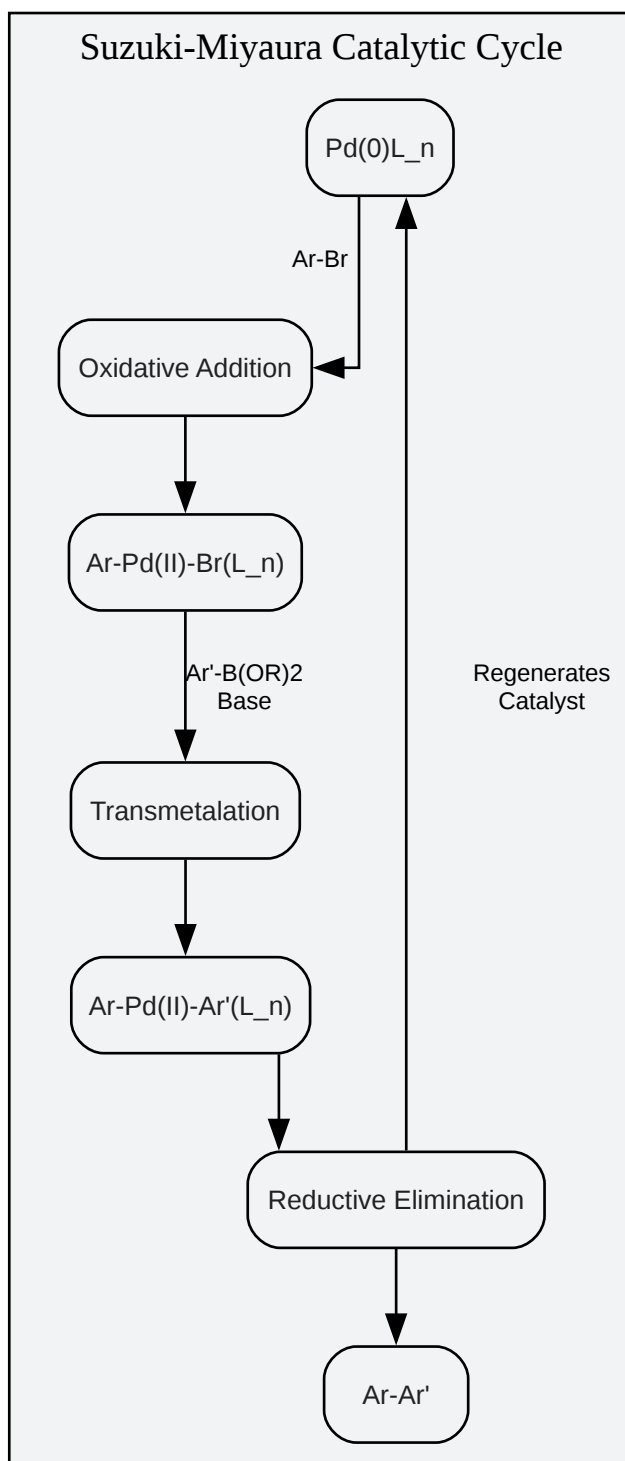 Suzuki-Miyaura Catalytic Cycle
Pd(0)L_n
Ar-Br
Oxidative Addition
Ar-Pd(II)-Br(L_n)
Ar'-B(OR)2
Base
Regenerates
Catalyst
Transmetalation
Ar-Pd(II)-Ar'(L_n)
Reductive Elimination
Ar-Ar'